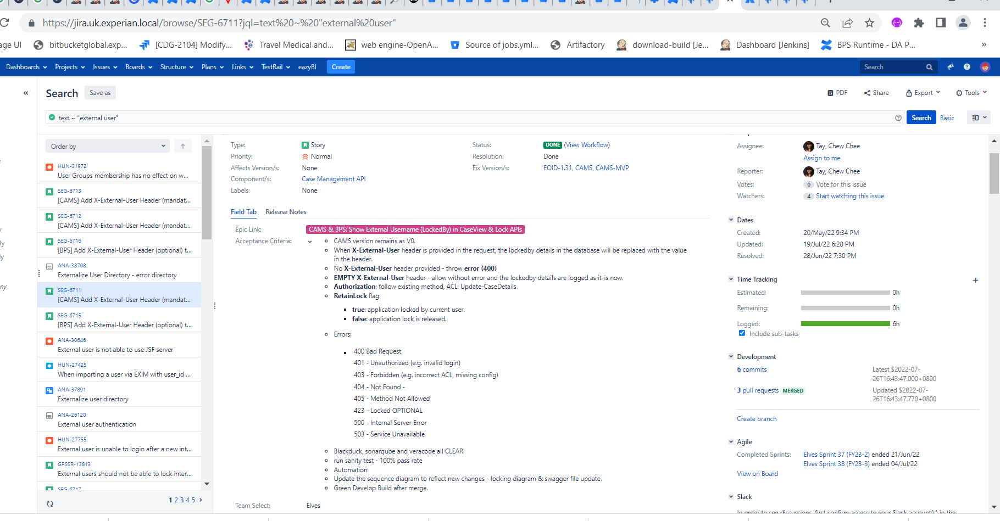 https://jira.uk.experian.local/browse/SEG-6711?jql=text%20~%20"external%20user"
age UI
bitbucketglobal.exp...
[CDG-2104] Modify...
Travel Medical and...
web engine-OpenA...
Source of jobs.yml...
Artifactory
download-build [Je...
Dashboard [Jenkins]
BPS Runtime - DA P...
»
Dashboards
Projects
Issues
Boards
Structure
Plans
Links
TestRail
eazyBI
Create
Search
Search
Save as
PDF
Share
Export
Tools
text ~ "external user"
Search
Basic
Order by
HUN-31972
User Groups membership has no effect on w...
SEG-6713
[CAMS] Add X-External-User Header (mandat...
SEG-6712
[CAMS] Add X-External-User Header (mandat...
SEG-6716
[BPS] Add X-External-User Header (optional) t...
ANA-38708
Externalize User Directory - error directory
SEG-6711
[CAMS] Add X-External-User Header (mandat...
SEG-6715
[BPS] Add X-External-User Header (optional) t...
ANA-30646
External user is not able to use JSF server
HUN-27425
When importing a user via EXIM with user_id ...
ANA-37891
Externalize user directory
ANA-26120
External user authentication
HUN-27755
External user is unable to login after a new int...
GPSSR-13813
External users should not be able to lock inter...
SEG-6717
1 2 3 4 5 >
Type: Story
Priority: Normal
Affects Version/s: None
Component/s: Case Management API
Labels: None
Status: DONE (View Workflow)
Resolution: Done
Fix Version/s: EOID-1.31, CAMS, CAMS-MVP
Field Tab
Release Notes
Epic Link: CAMS & BPS: Show External Username (LockedBy) in CaseView & Lock APIs
Acceptance Criteria:
CAMS version remains as V0.
When X-External-User header is provided in the request, the lockedby details in the database will be replaced with the value
in the header.
No X-External-User header provided - throw error (400)
EMPTY X-External-User header - allow without error and the lockedby details are logged as it-is now.
Authorization: follow existing method, ACL: Update-CaseDetails
RetainLock flag:
true: application locked by current user.
false: application lock is released.
Errors:
400 Bad Request
401 - Unauthorized (e.g. invalid login)
403 - Forbidden (e.g. incorrect ACL, missing config)
404 - Not Found -
405 - Method Not Allowed
423 - Locked OPTIONAL
500 - Internal Server Error
503 - Service Unavailable
Blackduck, sonarqube and veracode all CLEAR
run sanity test - 100% pass rate
Automation
Update the sequence diagram to reflect new changes - locking diagram & swagger file update.
Green Develop Build after merge.
Team Select: Elves
Assignee: Tay, Chew Chee
Assign to me
Reporter: Tay, Chew Chee
Votes: 0 Vote for this issue
Watchers: 4 Start watching this issue
Dates
Created: 20/May/22 9:34 PM
Updated: 19/Jul/22 6:28 PM
Resolved: 28/Jun/22 7:30 PM
Time Tracking
Estimated: 0h
Remaining: 0h
Logged: 6h
Include sub-tasks
Development
6 commits
Latest $2022-07-
26T16:43:47.000+0800
3 pull requests MERGED
Updated $2022-07-
26T16:43:47.770+0800
Create branch
Agile
Completed Sprints: Elves Sprint 37 (FY23-2) ended 21/Jun/22
Elves Sprint 38 (FY23-3) ended 04/Jul/22
View on Board
Slack
In order to see discussions, first confirm access to your Slack account(s) in the